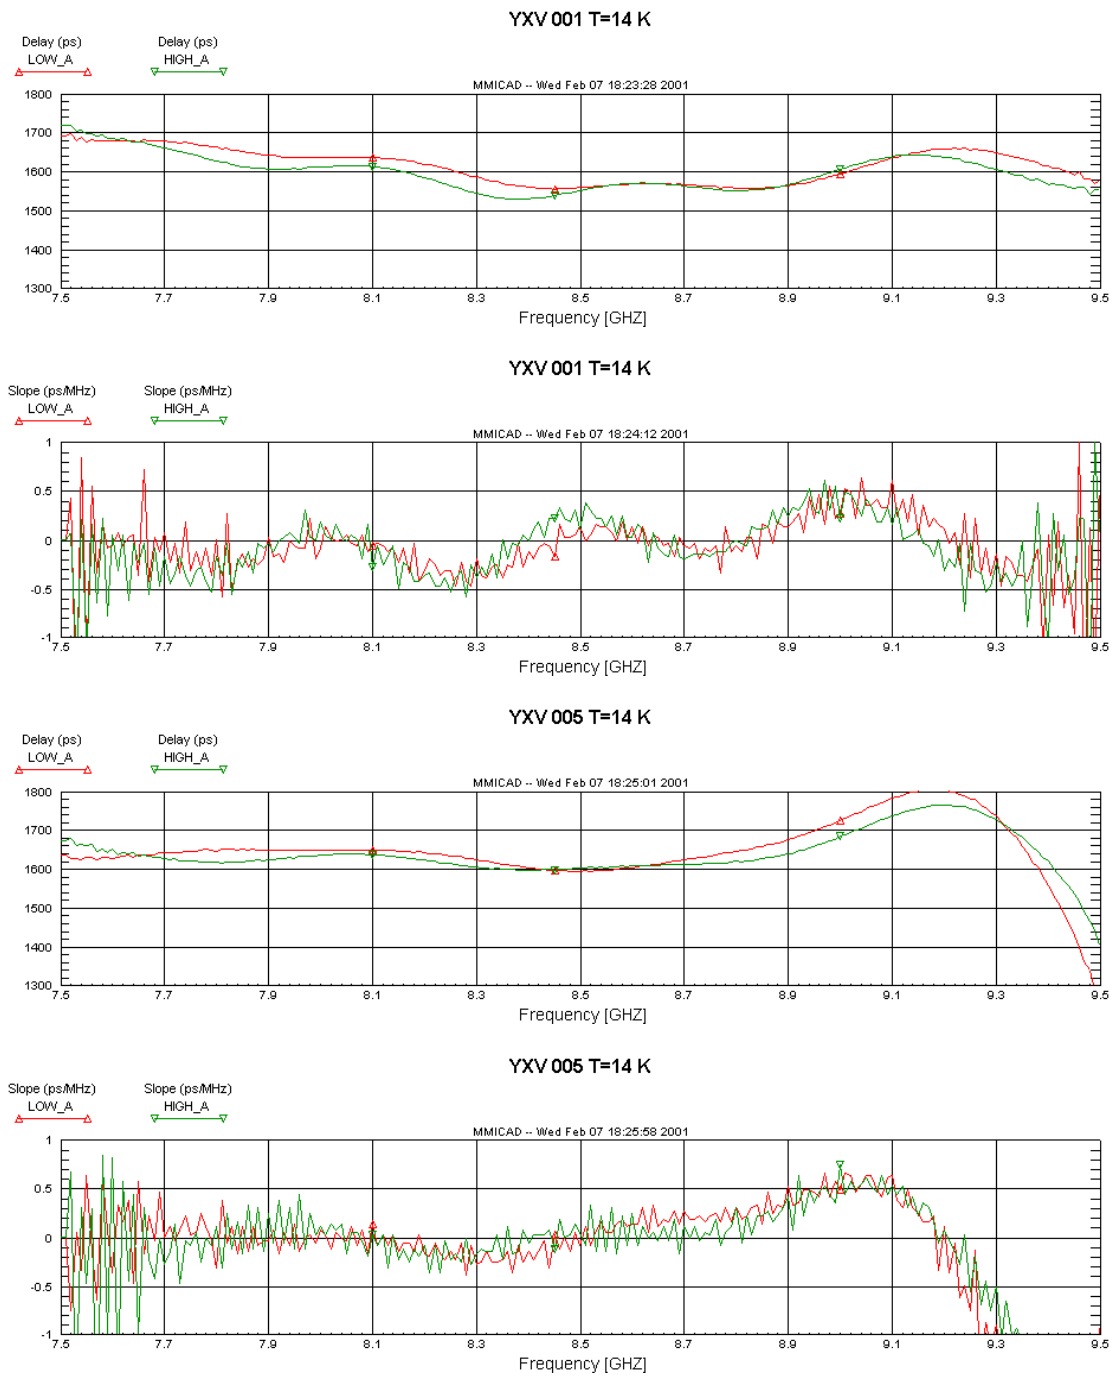 YXV 001 T=14 K
Delay (ps) Delay (ps)
LOW_A HIGH_A
MMICAD -- Wed Feb 07 18:23:28 2001
1800
1700
1600
1500
1400
1300
7.5 7.7 7.9 8.1 8.3 8.5 8.7 8.9 9.1 9.3 9.5
Frequency [GHZ]
YXV 001 T=14 K
Slope (ps/MHz) Slope (ps/MHz)
LOW_A HIGH_A
MMICAD -- Wed Feb 07 18:24:12 2001
1
0.5
0
-0.5
-1
7.5 7.7 7.9 8.1 8.3 8.5 8.7 8.9 9.1 9.3 9.5
Frequency [GHZ]
YXV 005 T=14 K
Delay (ps) Delay (ps)
LOW_A HIGH_A
MMICAD -- Wed Feb 07 18:25:01 2001
1800
1700
1600
1500
1400
1300
7.5 7.7 7.9 8.1 8.3 8.5 8.7 8.9 9.1 9.3 9.5
Frequency [GHZ]
YXV 005 T=14 K
Slope (ps/MHz) Slope (ps/MHz)
LOW_A HIGH_A
MMICAD -- Wed Feb 07 18:25:58 2001
1
0.5
0
-0.5
-1
7.5 7.7 7.9 8.1 8.3 8.5 8.7 8.9 9.1 9.3 9.5
Frequency [GHZ]